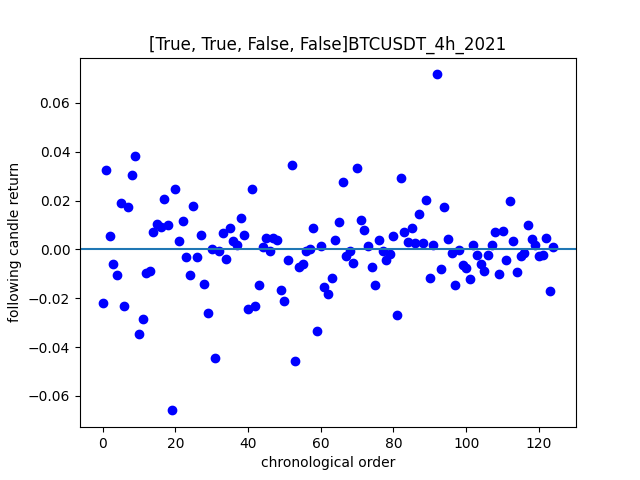 [True, True, False, False]BTCUSDT_4h_2021
following candle return
0.06
0.04
0.02
0.00
−0.02
−0.04
−0.06
0 20 40 60 80 100 120
chronological order